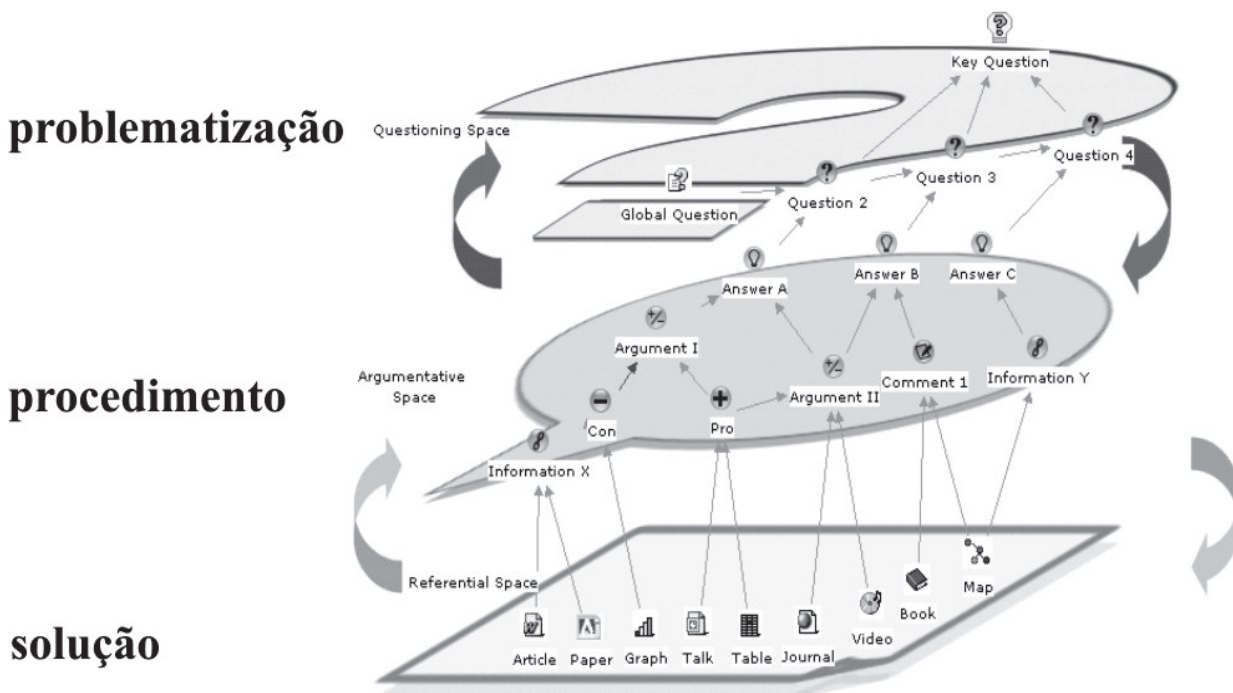 Key Question
problematização
Questioning Space
Question 4
Question 3
Question 2
Global Question
Answer A
Answer B
Answer C
Argument I
procedimento
Argumentative
Space
Argument II
Comment 1
Information Y
Con
Pro
Information X
Referential Space
Map
Book
Video
solução
Article
Paper
Graph
Talk
Table
Journal